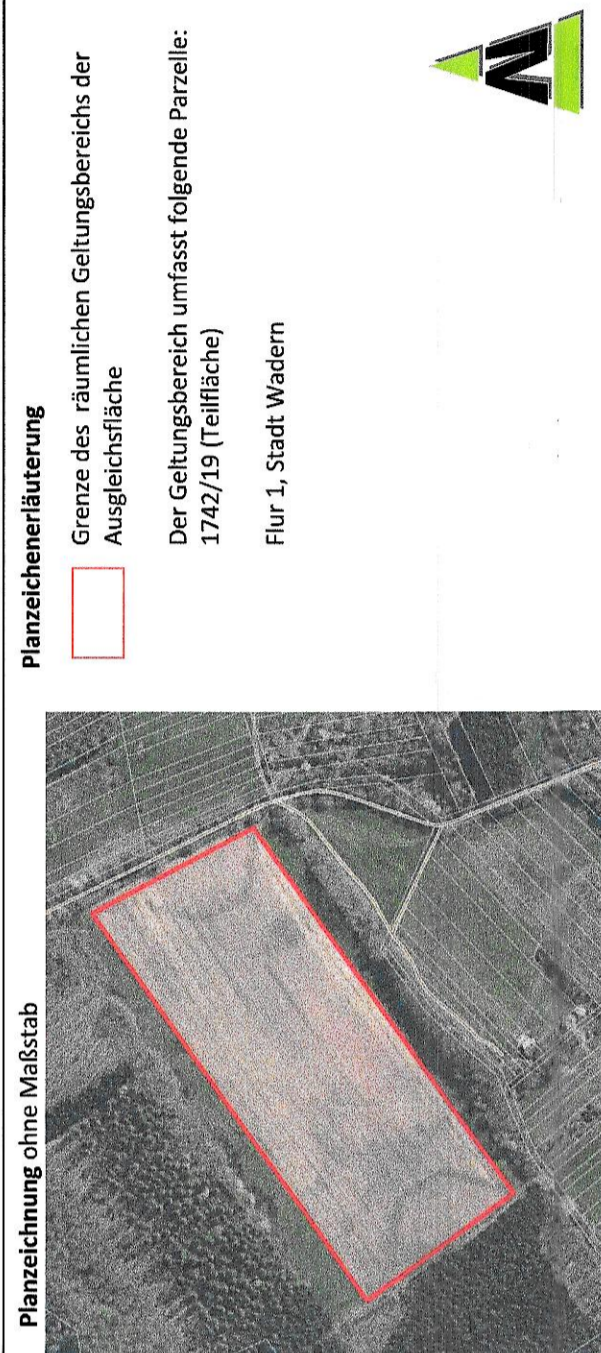 Planzeichnung ohne Maßstab
Planzeichenerläuterung
Grenze des räumlichen Geltungsbereichs der
Ausgleichsfläche
Der Geltungsbereich umfasst folgende Parzelle:
1742/19 (Teilfläche)
Flur 1, Stadt Wadern
N